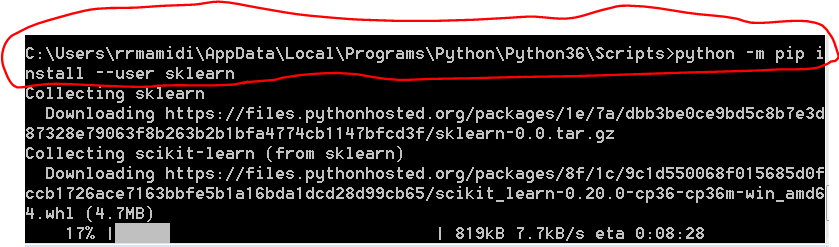 C:\Users\rrmamidi\AppData\Local\Programs\Python\Python36\Scripts>python -m pip i
nstall --user sklearn
Collecting sklearn
  Downloading https://files.pythonhosted.org/packages/1e/7a/dbb3be0ce9bd5c8b7e3d
87328e79063f8b263b2b1bfa4774cb1147bfcd3f/sklearn-0.0.tar.gz
Collecting scikit-learn (from sklearn)
  Downloading https://files.pythonhosted.org/packages/8f/1c/9c1d550068f015685d0f
ccb1726ace7163bbfe5b1a16bda1dcd28d99cb65/scikit_learn-0.20.0-cp36-cp36m-win_amd6
4.whl (4.7MB)
    17% |                               | 819kB 7.7kB/s eta 0:08:28